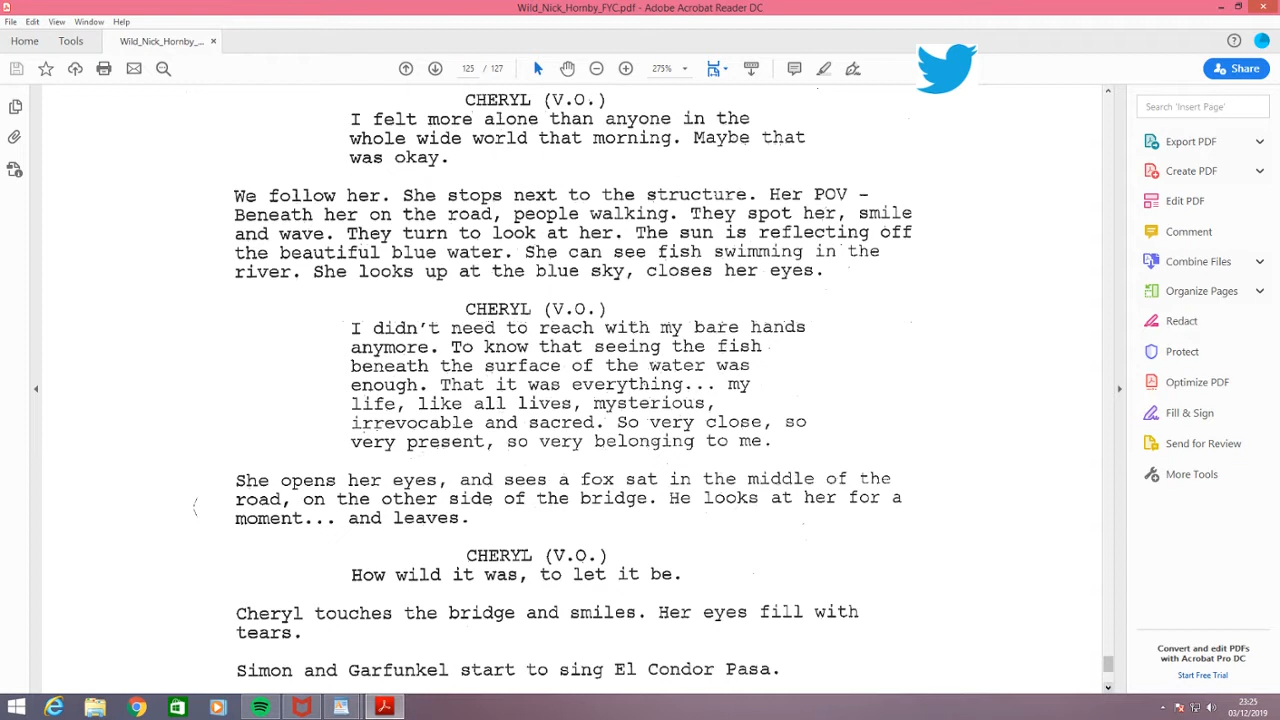 Wild_Nick_Hornby_FYC.pdf - Adobe Acrobat Reader DC
File Edit View Window Help
Home Tools Wild_Nick_Hornby_... ×
125 / 127 275%
Share
CHERYL (V.O.)
I felt more alone than anyone in the
whole wide world that morning. Maybe that
was okay.
We follow her. She stops next to the structure. Her POV -
Beneath her on the road, people walking. They spot her, smile
and wave. They turn to look at her. The sun is reflecting off
the beautiful blue water. She can see fish swimming in the
river. She looks up at the blue sky, closes her eyes.
CHERYL (V.O.)
I didn't need to reach with my bare hands
anymore. To know that seeing the fish
beneath the surface of the water was
enough. That it was everything... my
life, like all lives, mysterious,
irrevocable and sacred. So very close, so
very present, so very belonging to me.
She opens her eyes, and sees a fox sat in the middle of the
road, on the other side of the bridge. He looks at her for a
moment... and leaves.
CHERYL (V.O.)
How wild it was, to let it be.
Cheryl touches the bridge and smiles. Her eyes fill with
tears.
Simon and Garfunkel start to sing El Condor Pasa.
Search 'Insert Page'
Export PDF
Create PDF
Edit PDF
Comment
Combine Files
Organize Pages
Redact
Protect
Optimize PDF
Fill & Sign
Send for Review
More Tools
Convert and edit PDFs
with Acrobat Pro DC
Start Free Trial
23:25
03/12/2019